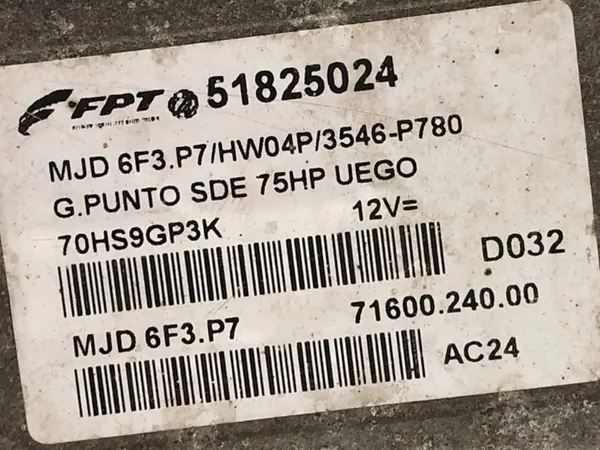 FPT 51825024
MJD 6F3.P7/HW04P/3546-P780
G.PUNTO SDE 75HP UEGO
70HS9GP3K 12V=
D032
MJD 6F3.P7 71600.240.00
AC24